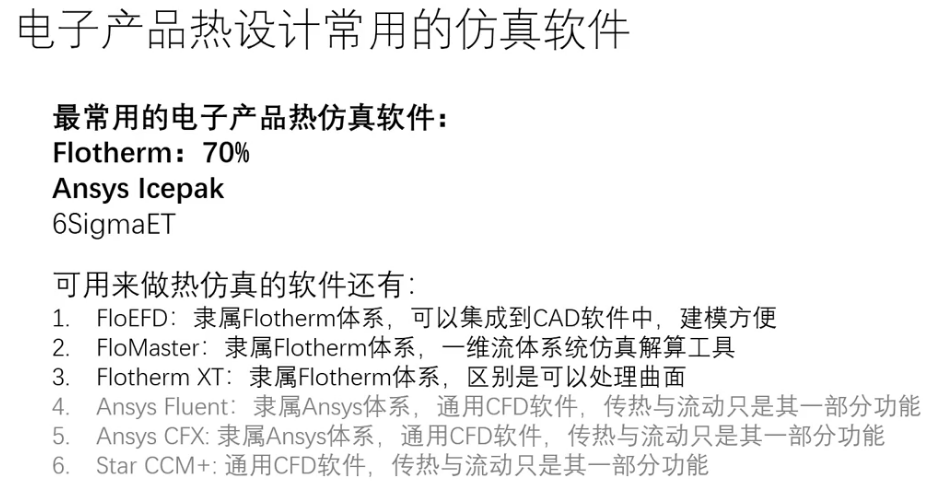 电子产品热设计常用的仿真软件
最常用的电子产品热仿真软件：
Flotherm：70%
Ansys Icepak
6SigmaET
可用来做热仿真的软件还有：
1. FloEFD：隶属Flotherm体系，可以集成到CAD软件中，建模方便
2. FloMaster：隶属Flotherm体系，一维流体系统仿真解算工具
3. Flotherm XT：隶属Flotherm体系，区别是可以处理曲面
4. Ansys Fluent：隶属Ansys体系，通用CFD软件，传热与流动只是其一部分功能
5. Ansys CFX: 隶属Ansys体系，通用CFD软件，传热与流动只是其一部分功能
6. Star CCM+: 通用CFD软件，传热与流动只是其一部分功能